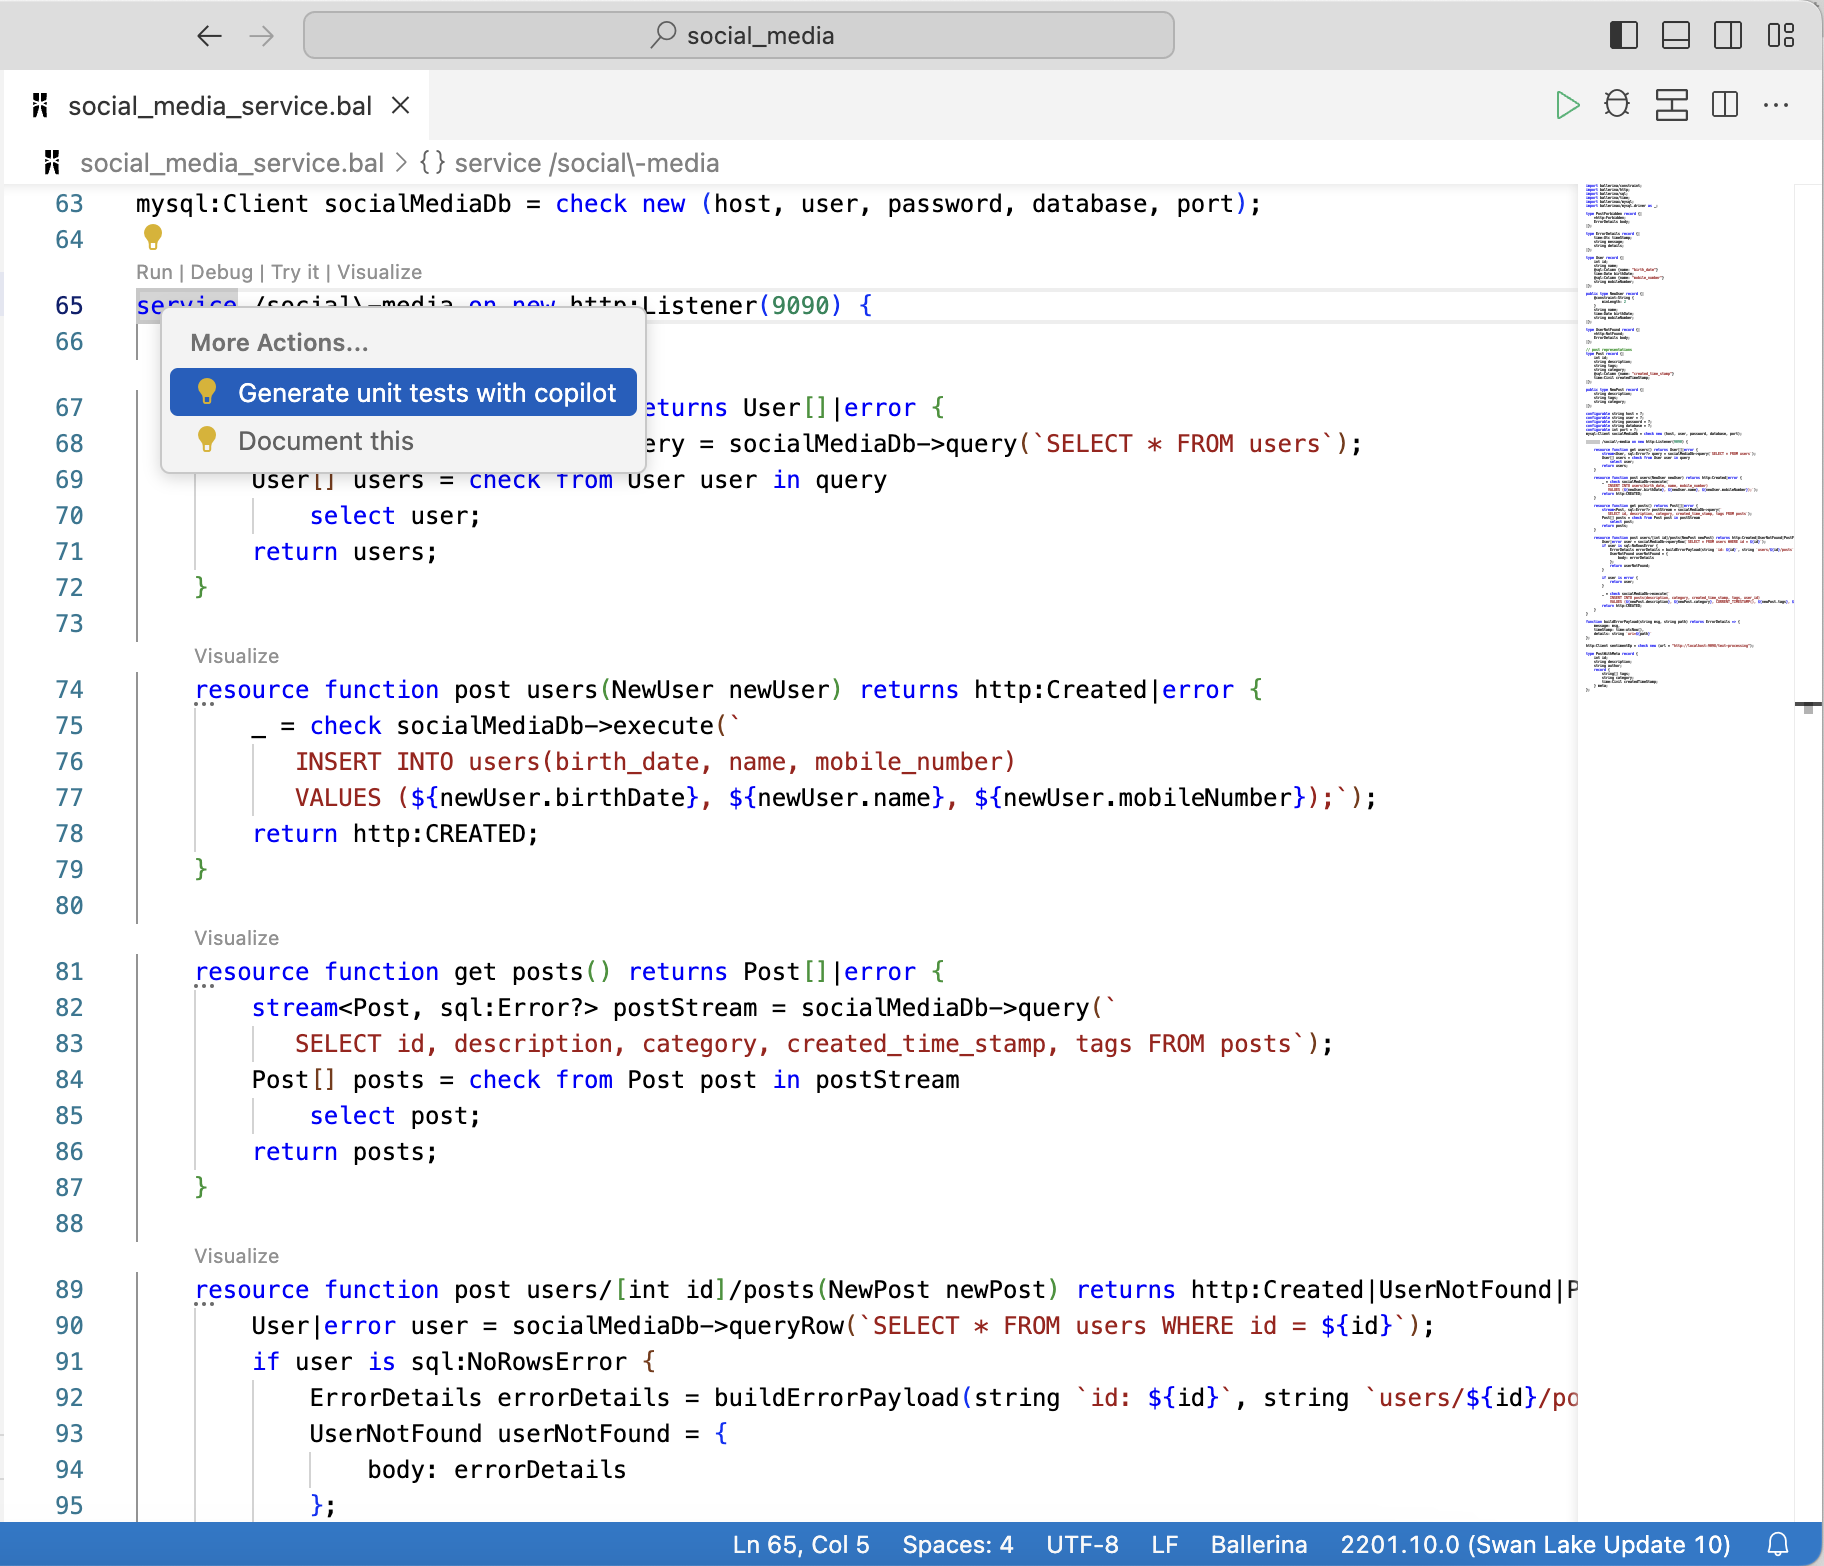 social_media
social_media_service.bal
social_media_service.bal > {} service /social\-media
63 mysql:Client socialMediaDb = check new (host, user, password, database, port);
64
Run | Debug | Try it | Visualize
65 service /social\-media on new http:Listener(9090) {
66
More Actions...
Generate unit tests with copilot
Document this
67 eturns User[]|error {
68 ery = socialMediaDb->query(`SELECT * FROM users`);
69 User[] users = check from User user in query
70 select user;
71 return users;
72 }
73
Visualize
74 resource function post users(NewUser newUser) returns http:Created|error {
75 _ = check socialMediaDb->execute(`
76 INSERT INTO users(birth_date, name, mobile_number)
77 VALUES (${newUser.birthDate}, ${newUser.name}, ${newUser.mobileNumber});`);
78 return http:CREATED;
79 }
80
Visualize
81 resource function get posts() returns Post[]|error {
82 stream<Post, sql:Error?> postStream = socialMediaDb->query(`
83 SELECT id, description, category, created_time_stamp, tags FROM posts`);
84 Post[] posts = check from Post post in postStream
85 select post;
86 return posts;
87 }
88
Visualize
89 resource function post users/[int id]/posts(NewPost newPost) returns http:Created|UserNotFound|P
90 User|error user = socialMediaDb->queryRow(`SELECT * FROM users WHERE id = ${id}`);
91 if user is sql:NoRowsError {
92 ErrorDetails errorDetails = buildErrorPayload(string `id: ${id}`, string `users/${id}/po
93 UserNotFound userNotFound = {
94 body: errorDetails
95 };
Ln 65, Col 5 Spaces: 4 UTF-8 LF Ballerina 2201.10.0 (Swan Lake Update 10)